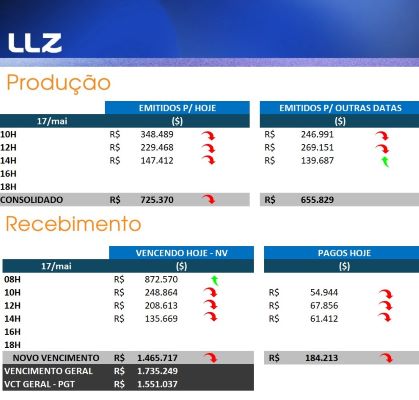 LLZ
Produção
EMITIDOS P/ HOJE EMITIDOS P/ OUTRAS DATAS
17/mai ($) ($)
10H R$ 348.489 R$ 246.991
12H R$ 229.468 R$ 269.151
14H R$ 147.412 R$ 139.687
16H
18H
CONSOLIDADO R$ 725.370 R$ 655.829
Recebimento
VENCENDO HOJE - NV PAGOS HOJE
17/mai ($) ($)
08H R$ 872.570
10H R$ 248.864 R$ 54.944
12H R$ 208.613 R$ 67.856
14H R$ 135.669 R$ 61.412
16H
18H
NOVO VENCIMENTO R$ 1.465.717 R$ 184.213
VENCIMENTO GERAL R$ 1.735.249
VCT GERAL - PGT R$ 1.551.037